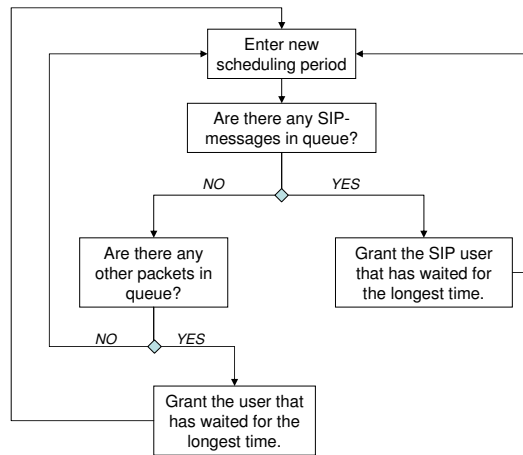 Enter new
scheduling period
Are there any SIP-
messages in queue?
NO
YES
Are there any
other packets in
queue?
Grant the SIP user
that has waited for
the longest time.
NO
YES
Grant the user that
has waited for the
longest time.